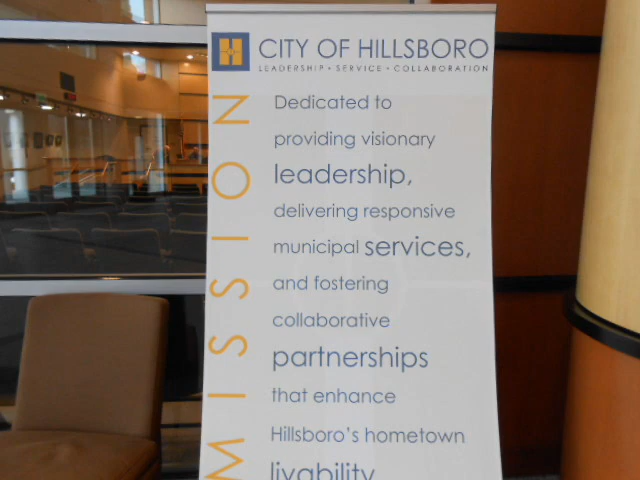 CITY OF HILLSBORO
LEADERSHIP • SERVICE • COLLABORATION
MISSION
Dedicated to
providing visionary
leadership,
delivering responsive
municipal services,
and fostering
collaborative
partnerships
that enhance
Hillsboro's hometown
livability